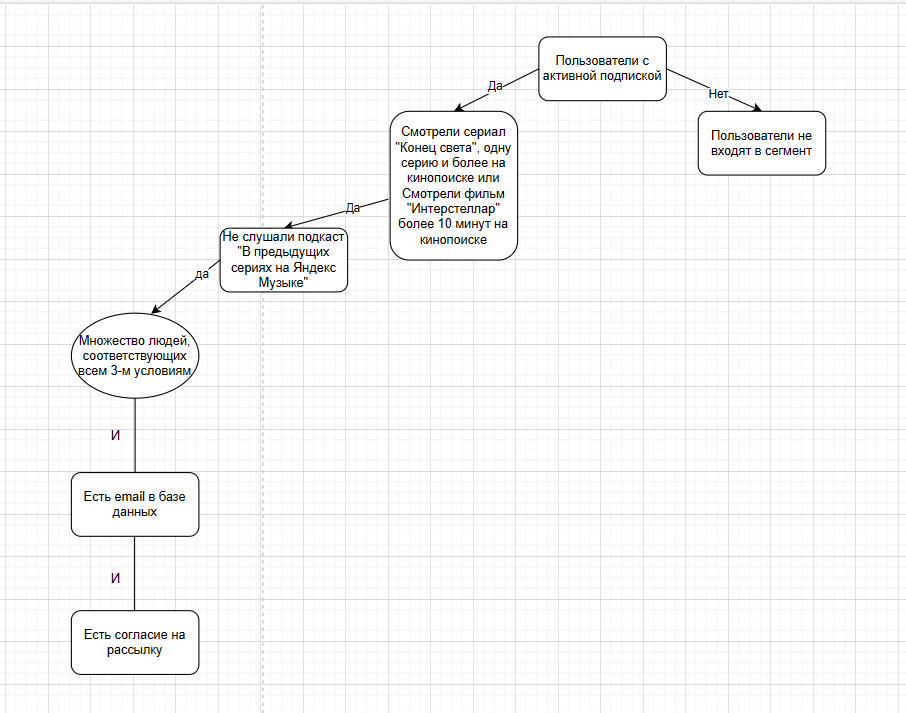 Пользователи с
активной подпиской
Да
Нет
Смотрели сериал
"Конец света", одну
серию и более на
кинопоиске или
Смотрели фильм
"Интерстеллар"
более 10 минут на
кинопоиске
Пользователи не
входят в сегмент
Да
Не слушали подкаст
"В предыдущих
сериях на Яндекс
Музыке"
да
Множество людей,
соответствующих
всем 3-м условиям
И
Есть email в базе
данных
И
Есть согласие на
рассылку